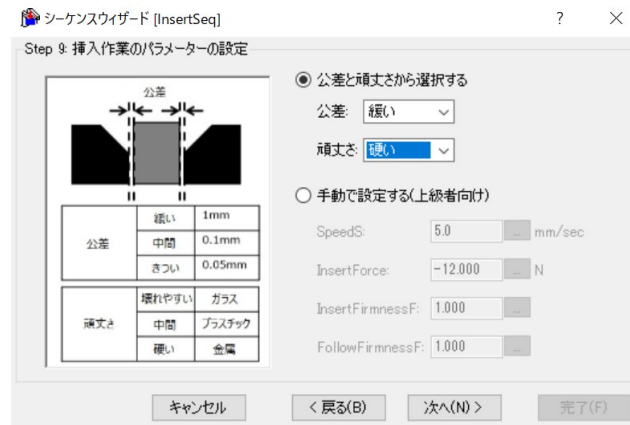 シーケンスウィザード [InsertSeq]
Step 9: 挿入作業のパラメーターの設定
公差
公差 緩い 1mm
中間 0.1mm
きつい 0.05mm
頑丈さ 壊れやすい ガラス
中間 プラスチック
硬い 金属
公差と頑丈さから選択する
公差: 緩い
頑丈さ: 硬い
手動で設定する(上級者向け)
SpeedS: 5.0 ... mm/sec
InsertForce: -12.000 ... N
InsertFirmnessF: 1.000 ...
FollowFirmnessF: 1.000 ...
キャンセル < 戻る(B) 次へ(N) > 完了(F)